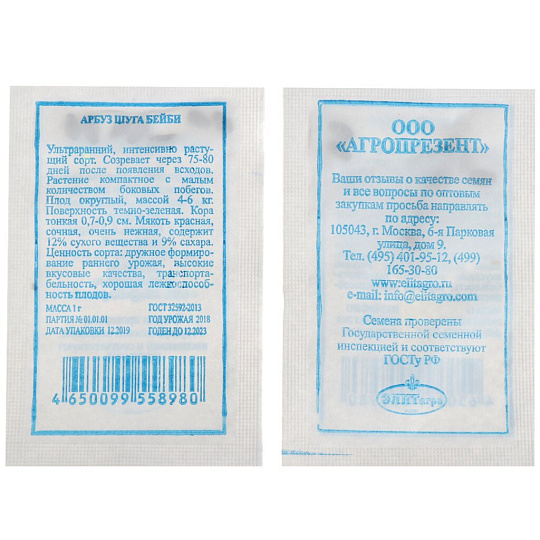 АРБУЗ ШУГА БЕЙБИ
Ультраранний, интенсивно расту-
щий сорт. Созревает через 75-80
дней после появления всходов.
Растение компактное с малым
количеством боковых побегов.
Плод округлый, массой 4-6 кг.
Поверхность темно-зеленая. Кора
тонкая 0,7-0,9 см. Мякоть красная,
сочная, очень нежная, содержит
12% сухого вещества и 9% сахара.
Ценность сорта: дружное формиро-
вание раннего урожая, высокие
вкусовые качества, транспорта-
бельность, хорошая лежкоспособ-
ность плодов.
МАССА 1 г ГОСТ 32592-2013
ПАРТИЯ № 01.01.01 ГОД УРОЖАЯ 2018
ДАТА УПАКОВКИ 12.2019 ГОДЕН ДО 12.2023
4 650099 558980
ООО
«АГРОПРЕЗЕНТ»
Ваши отзывы о качестве семян
и все вопросы по оптовым
закупкам просьба направлять
по адресу:
105043, г. Москва, 6-я Парковая
улица, дом 9.
Тел. (495) 401-95-12, (499)
165-30-80
www.elitagro.ru
e-mail: info@elitagro.com
Семена проверены
Государственной семенной
инспекцией и соответствуют
ГОСТу РФ
ЭЛИТагро